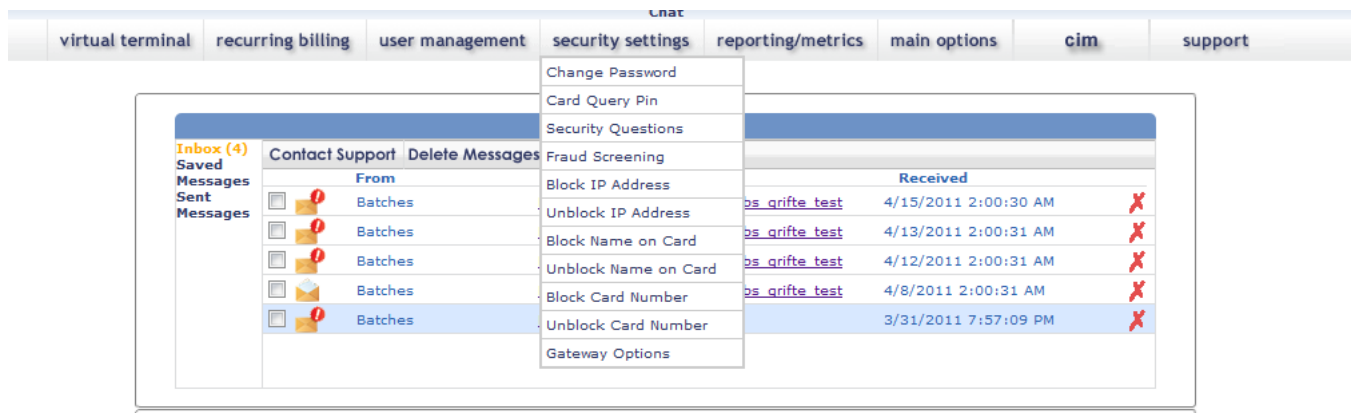 Chat
virtual terminal recurring billing user management security settings reporting/metrics main options cim support
Change Password
Card Query Pin
Security Questions
Fraud Screening
Block IP Address
Unblock IP Address
Block Name on Card
Unblock Name on Card
Block Card Number
Unblock Card Number
Gateway Options
Inbox (4)
Saved
Messages
Sent
Messages
Contact Support Delete Messages
From Received
Batches grifte_test 4/15/2011 2:00:30 AM
Batches grifte_test 4/13/2011 2:00:31 AM
Batches grifte_test 4/12/2011 2:00:31 AM
Batches grifte_test 4/8/2011 2:00:31 AM
Batches 3/31/2011 7:57:09 PM